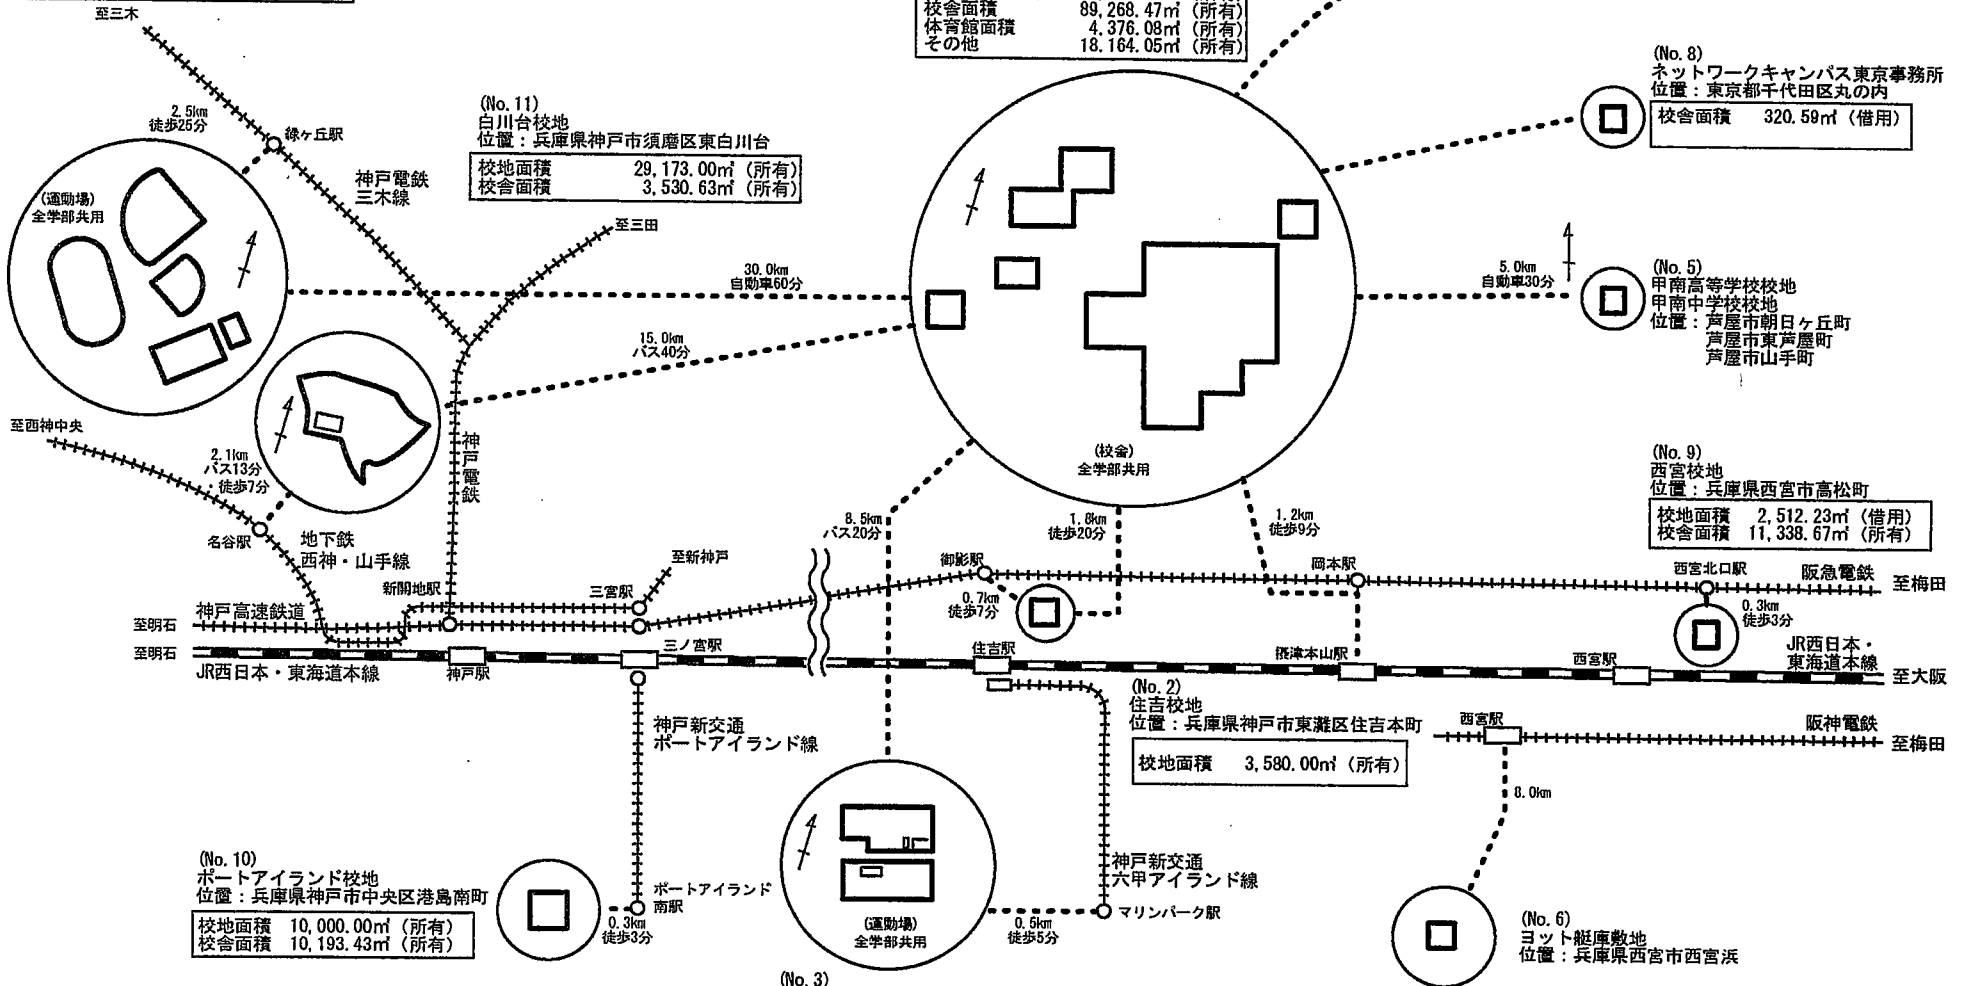 至三木
校舎面積 89,268.47㎡（所有）
体育館面積 4,376.08㎡（所有）
その他 18.164.05㎡（所有）
(No.8)
ネットワークキャンパス東京事務所
位置：東京都千代田区丸の内
校舎面積 320.59㎡（借用）
2.5km
徒歩25分
緑ヶ丘駅
(No.11)
白川台校地
位置：兵庫県神戸市須磨区東白川台
校地面積 29,173.00㎡（所有）
校舎面積 3,530.63㎡（所有）
神戸電鉄
三木線
(運動場)
全学部共用
至三田
30.0km
自動車60分
15.0km
バス40分
5.0km
自動車30分
(No.5)
甲南高等学校校地
甲南中学校校地
位置：芦屋市朝日ヶ丘町
芦屋市東芦屋町
芦屋市山手町
至西神中央
2.1km
バス13分
・徒歩7分
神戸電鉄
(校舎)
全学部共用
(No.9)
西宮校地
位置：兵庫県西宮市高松町
校地面積 2,512.23㎡（借用）
校舎面積 11,338.67㎡（所有）
名谷駅
地下鉄
西神・山手線
8.5km
バス20分
1.8km
徒歩20分
1.2km
徒歩9分
至新神戸
御影駅
岡本駅
西宮北口駅
阪急電鉄
至梅田
新開地駅
三宮駅
0.7km
徒歩7分
0.3km
徒歩3分
神戸高速鉄道
至明石
至明石
JR西日本・東海道本線
神戸駅
三ノ宮駅
住吉駅
摂津本山駅
西宮駅
JR西日本・
東海道本線
至大阪
(No.2)
住吉校地
位置：兵庫県神戸市東灘区住吉本町
校地面積 3,580.00㎡（所有）
西宮駅
阪神電鉄
至梅田
神戸新交通
ポートアイランド線
8.0km
(No.10)
ポートアイランド校地
位置：兵庫県神戸市中央区港島南町
校地面積 10,000.00㎡（所有）
校舎面積 10,193.43㎡（所有）
ポートアイランド
南駅
0.3km
徒歩3分
(運動場)
全学部共用
0.5km
徒歩5分
神戸新交通
六甲アイランド線
マリンパーク駅
(No.6)
ヨット艇庫敷地
位置：兵庫県西宮市西宮浜
(No.3)